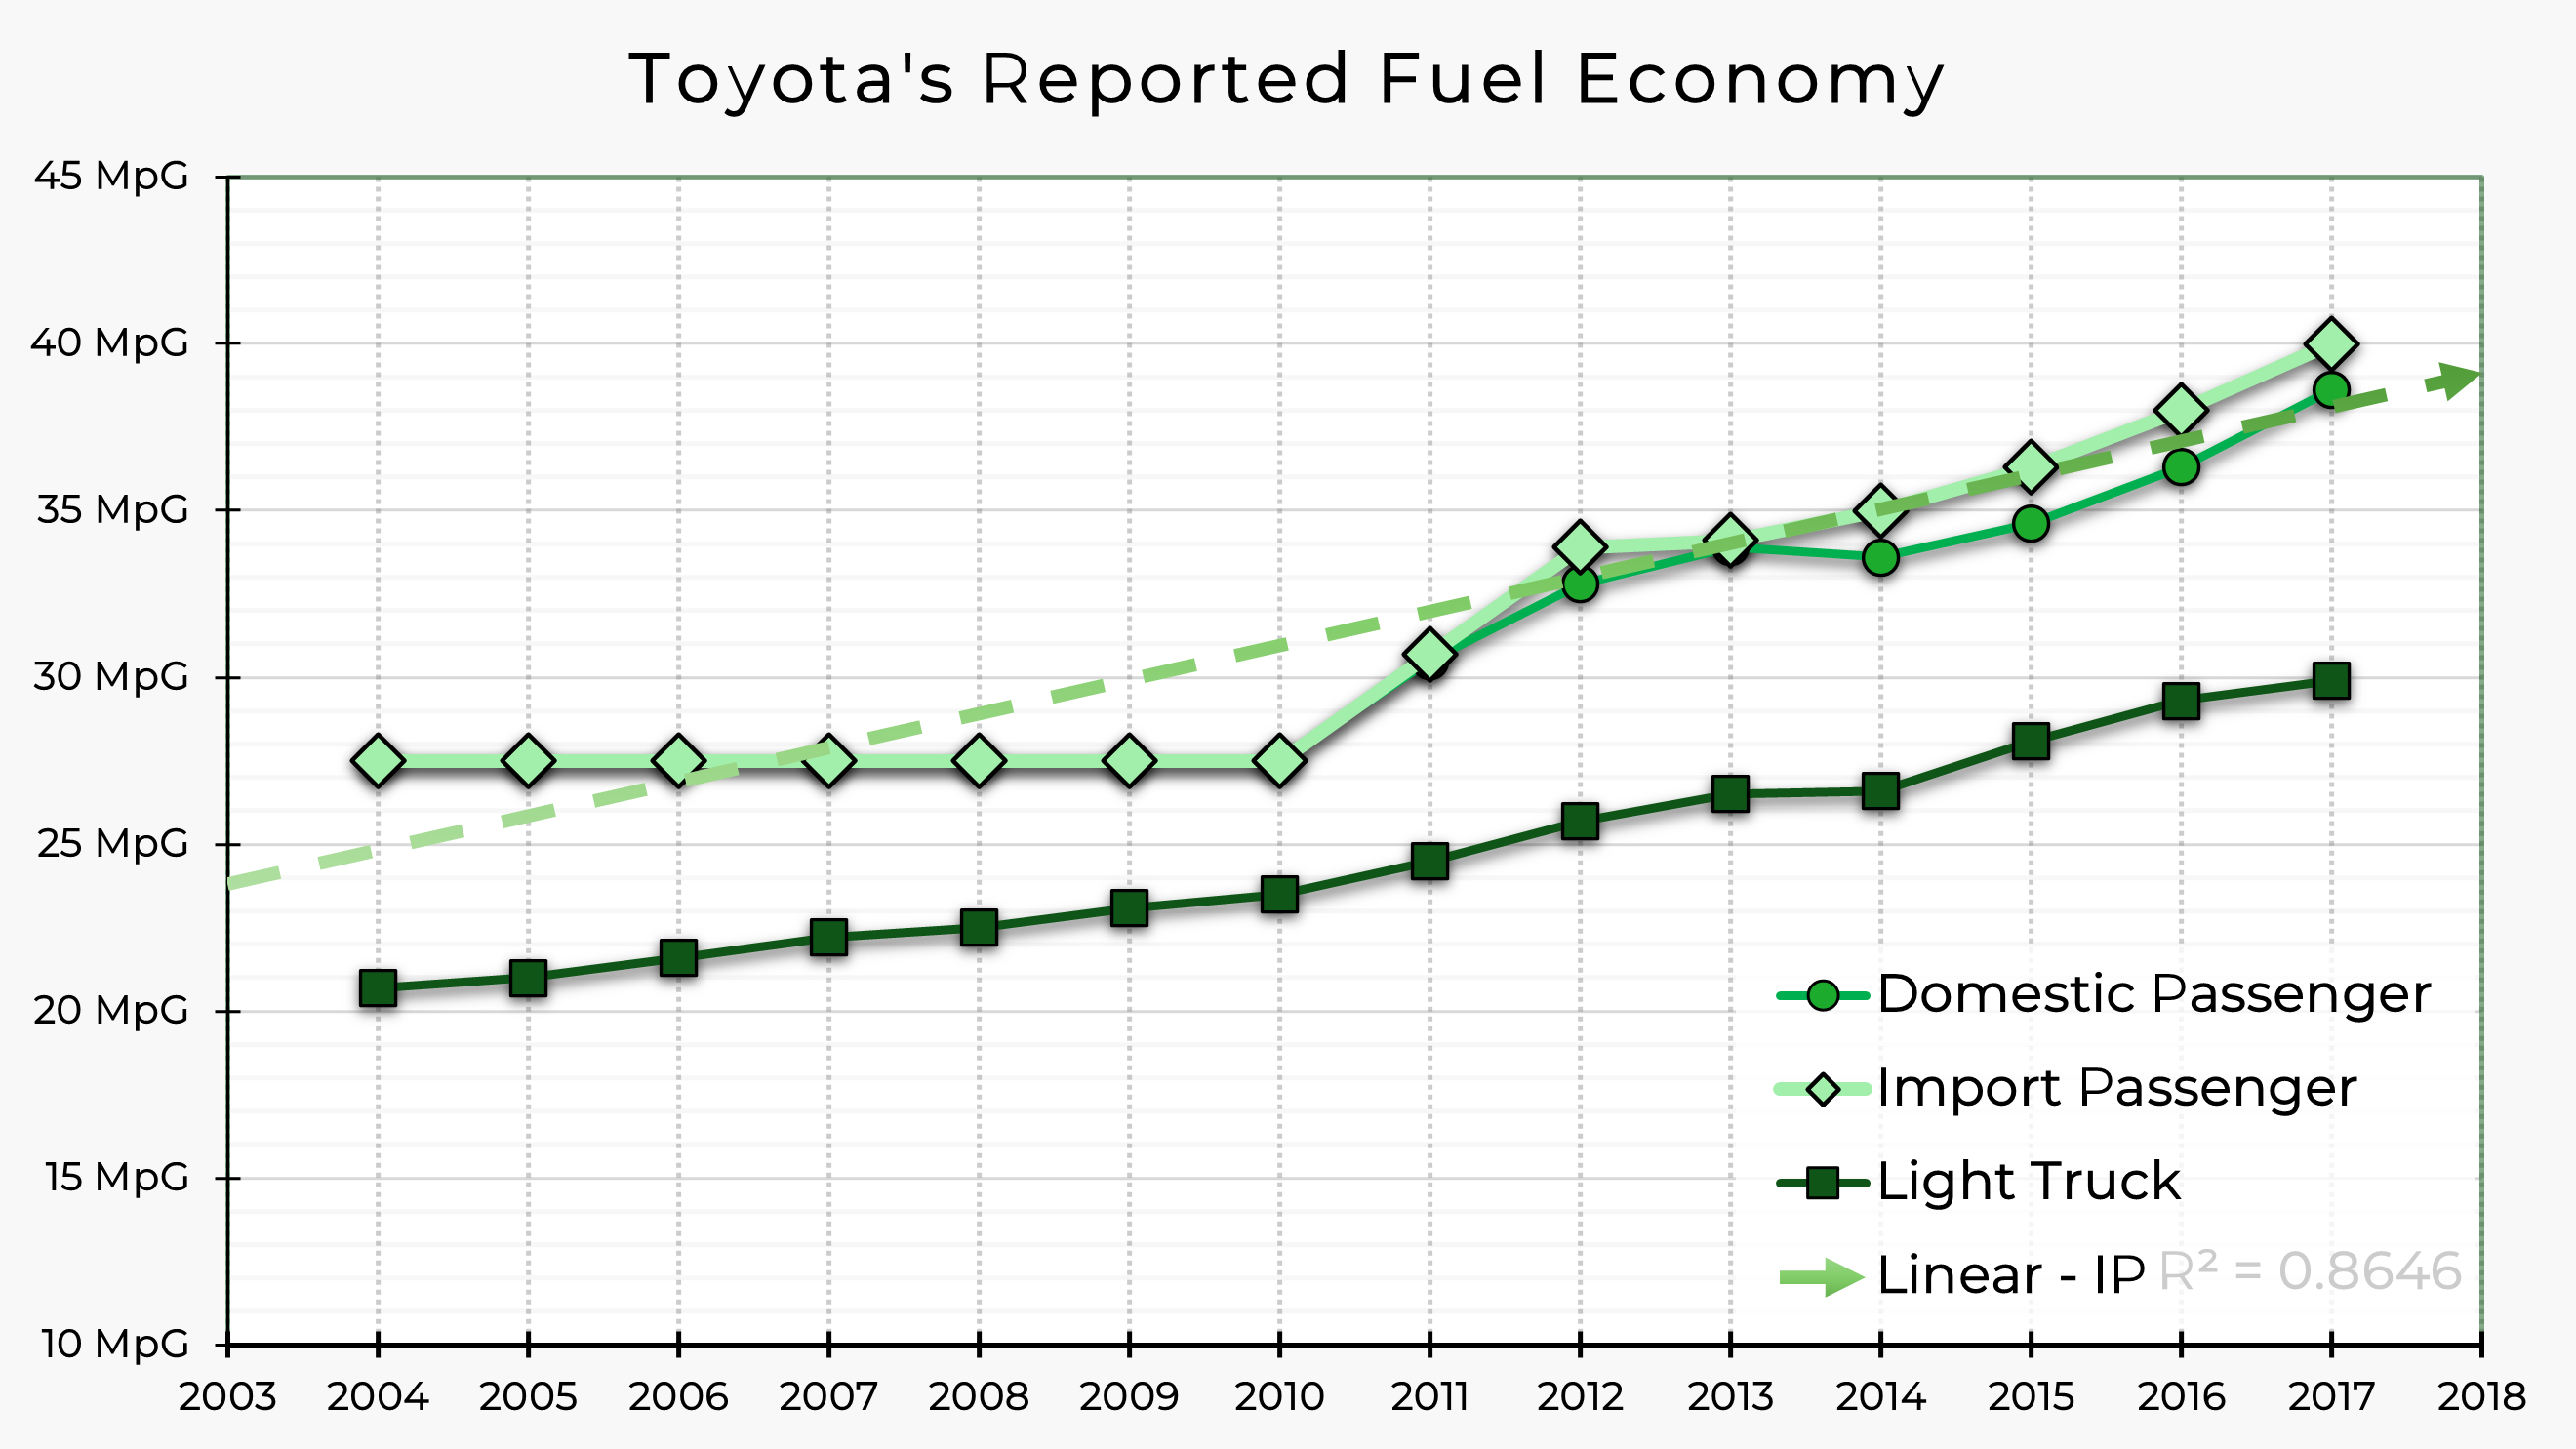 Toyota's Reported Fuel Economy
45 MpG
40 MpG
35 MpG
30 MpG
25 MpG
20 MpG
15 MpG
10 MpG
Domestic Passenger
Import Passenger
Light Truck
Linear - IP R² = 0.8646
2003 2004 2005 2006 2007 2008 2009 2010 2011 2012 2013 2014 2015 2016 2017 2018